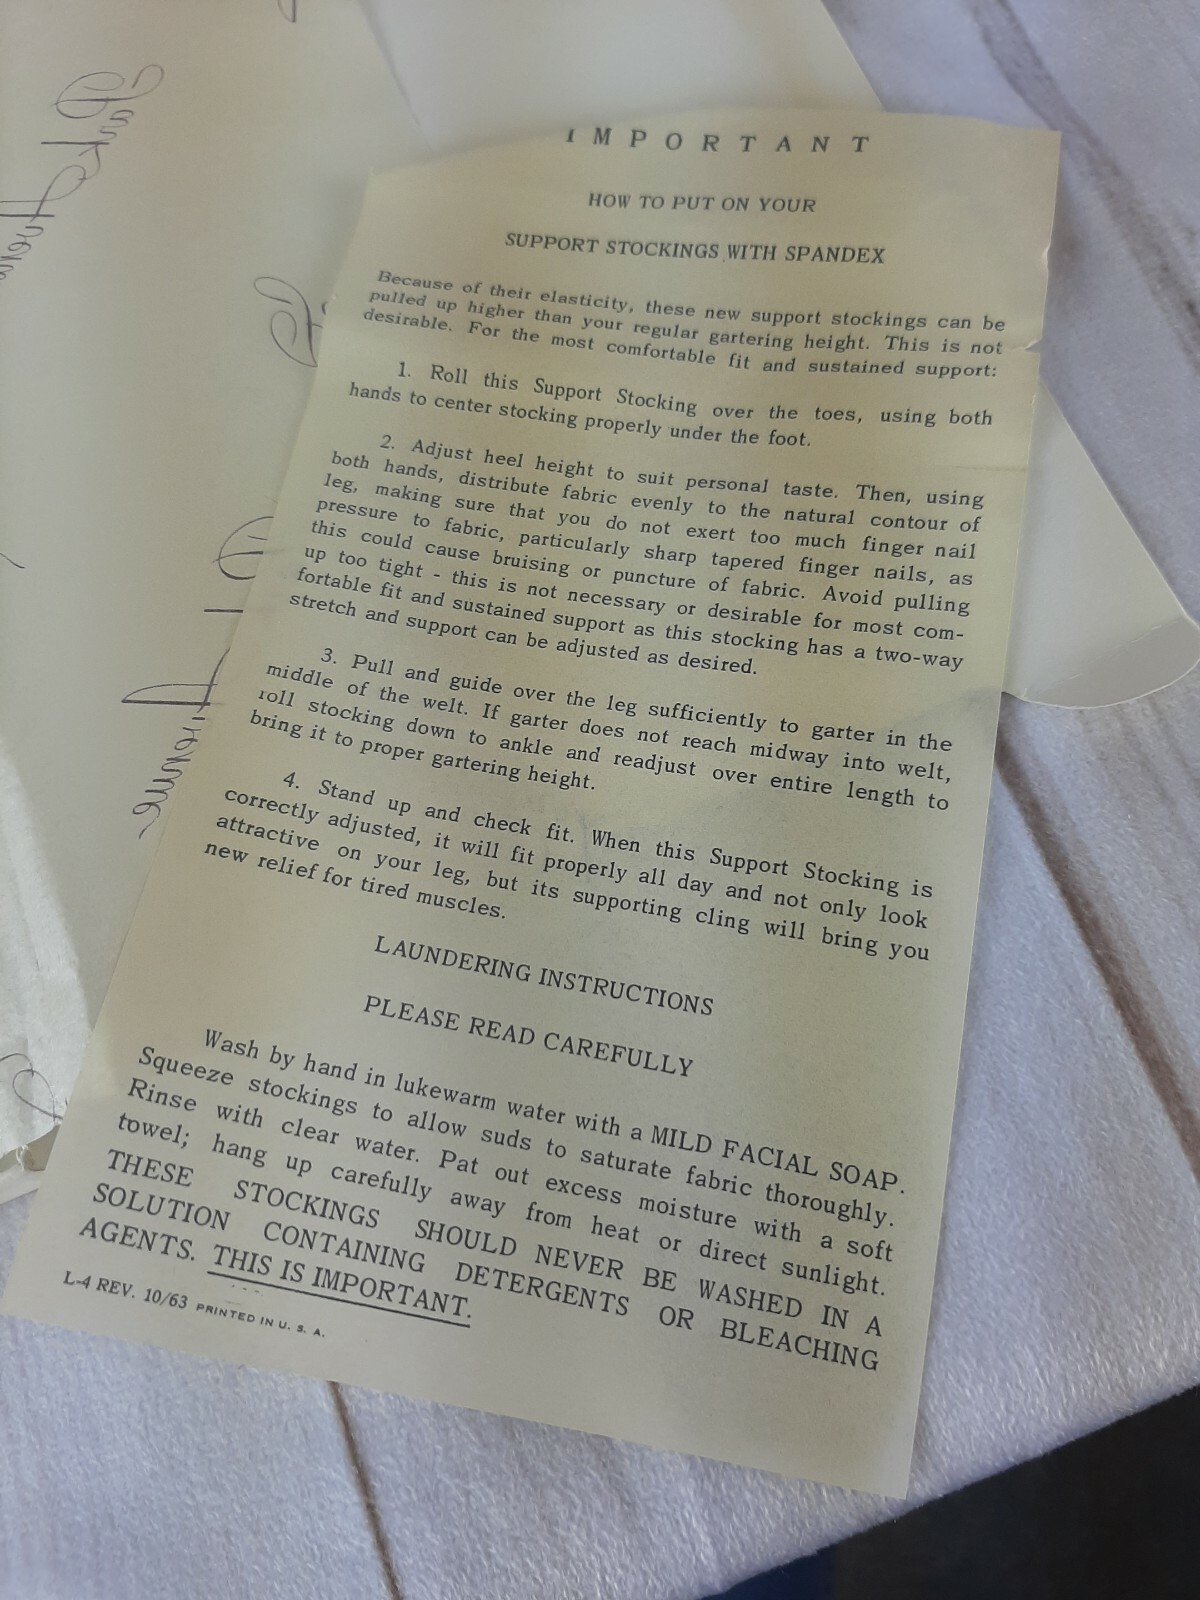 IMPORTANT
HOW TO PUT ON YOUR
SUPPORT STOCKINGS WITH SPANDEX
Because of their elasticity, these new support stockings can be
pulled up higher than your regular gartering height. This is not
desirable. For the most comfortable fit and sustained support:
1. Roll this Support Stocking over the toes, using both
hands to center stocking properly under the foot.
2. Adjust heel height to suit personal taste. Then, using
both hands, distribute fabric evenly to the natural contour of
leg, making sure that you do not exert too much finger nail
pressure to fabric, particularly sharp tapered finger nails, as
this could cause bruising or puncture of fabric. Avoid pulling
up too tight - this is not necessary or desirable for most com-
fortable fit and sustained support as this stocking has a two-way
stretch and support can be adjusted as desired.
3. Pull and guide over the leg sufficiently to garter in the
middle of the welt. If garter does not reach midway into welt,
roll stocking down to ankle and readjust over entire length to
bring it to proper gartering height.
4. Stand up and check fit. When this Support Stocking is
correctly adjusted, it will fit properly all day and not only look
attractive on your leg, but its supporting cling will bring you
new relief for tired muscles.
LAUNDERING INSTRUCTIONS
PLEASE READ CAREFULLY
Wash by hand in lukewarm water with a MILD FACIAL SOAP.
Squeeze stockings to allow suds to saturate fabric thoroughly.
Rinse with clear water. Pat out excess moisture with a soft
towel; hang up carefully away from heat or direct sunlight.
THESE STOCKINGS SHOULD NEVER BE WASHED IN A
SOLUTION CONTAINING DETERGENTS OR BLEACHING
AGENTS. THIS IS IMPORTANT.
L-4 REV. 10/63 PRINTED IN U. S. A.